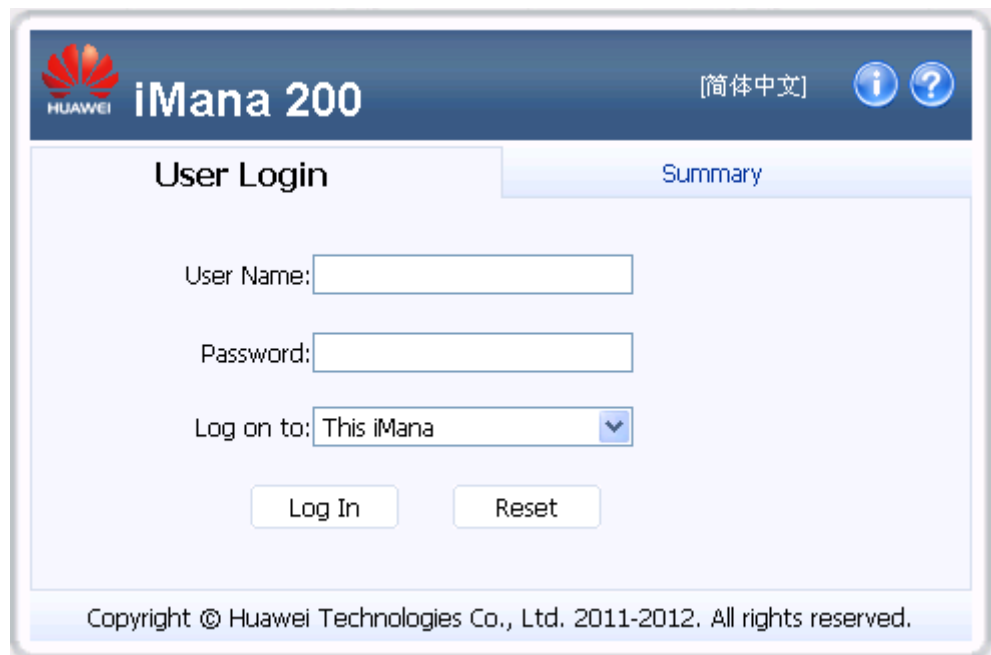 HUAWEI iMana 200 [简体中文]
User Login Summary
User Name:
Password:
Log on to: This iMana
Log In Reset
Copyright © Huawei Technologies Co., Ltd. 2011-2012. All rights reserved.